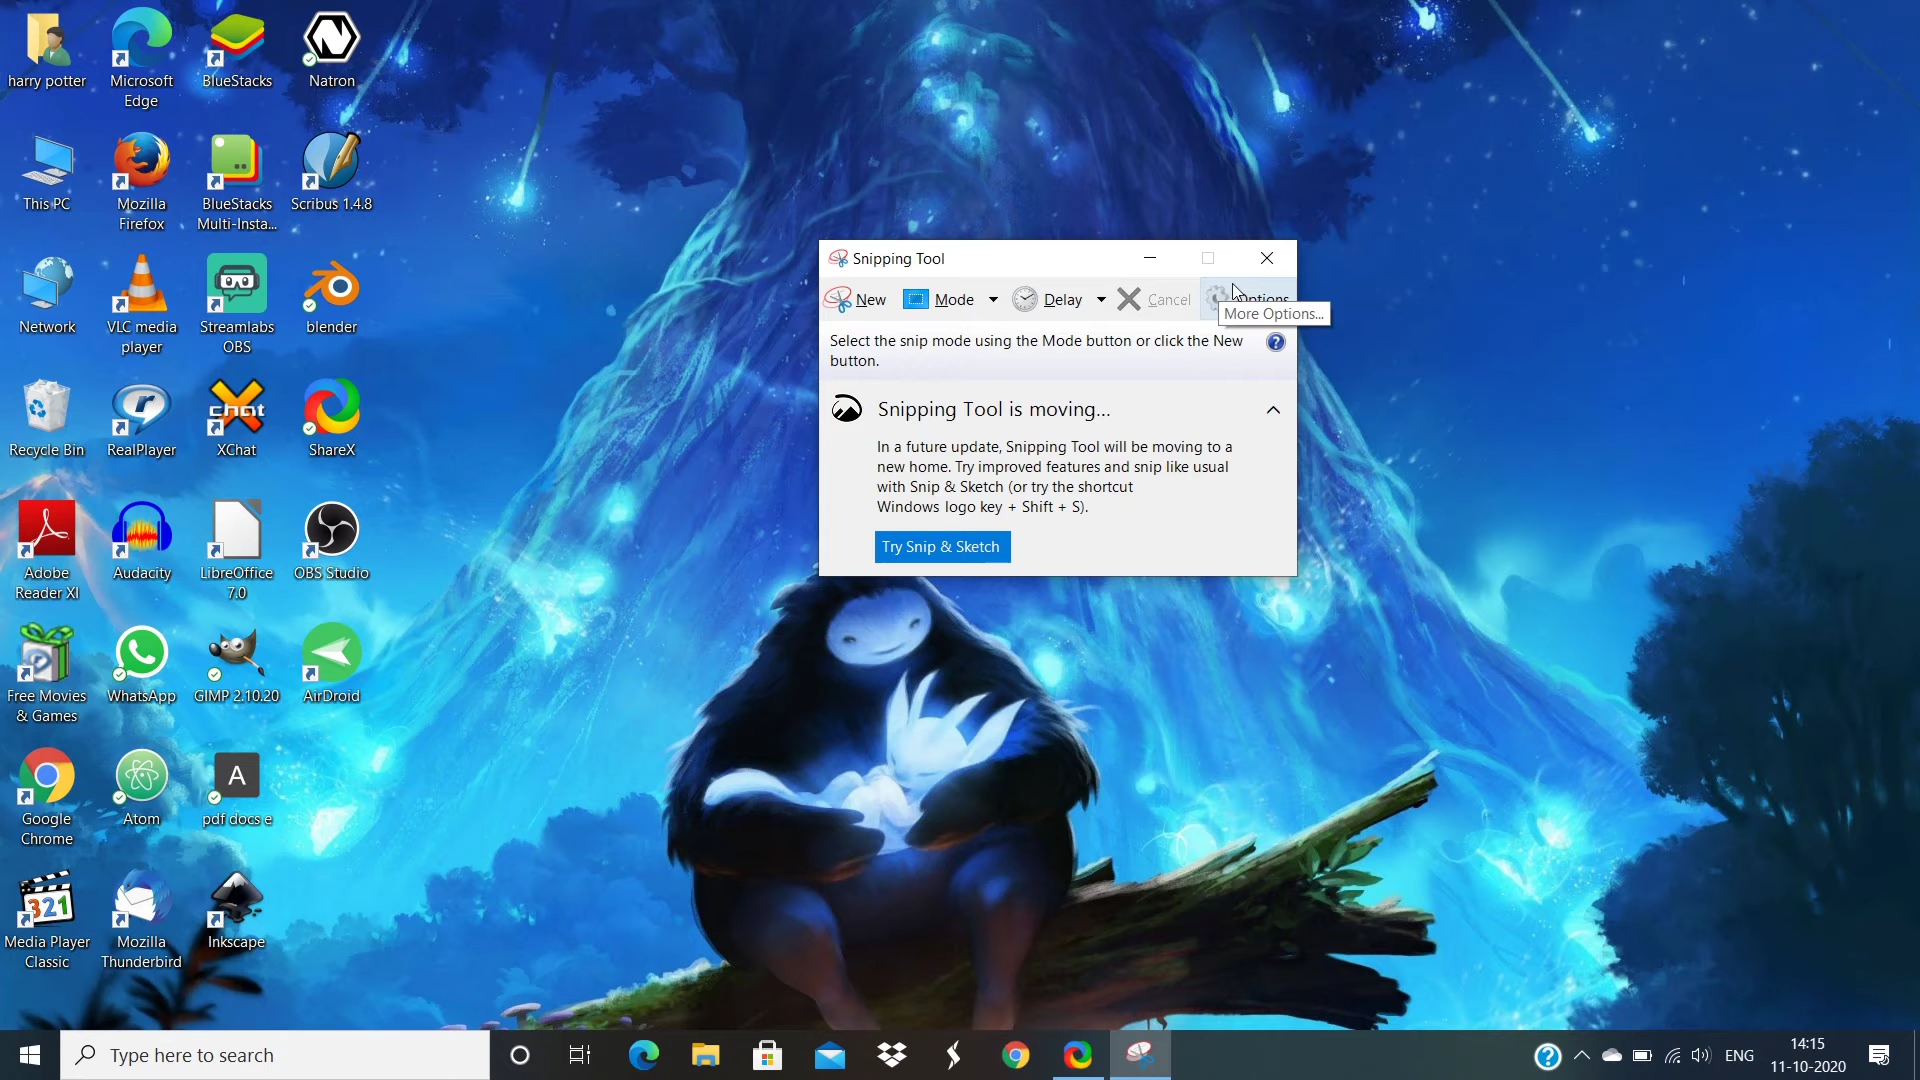 harry potter
Microsoft
Edge
BlueStacks
Natron
This PC
Mozilla
Firefox
BlueStacks
Multi-Insta...
Scribus 1.4.8
Network
VLC media
player
Streamlabs
OBS
blender
Recycle Bin
RealPlayer
chat
XChat
ShareX
Adobe
Reader XI
Audacity
LibreOffice
7.0
OBS Studio
Free Movies
& Games
WhatsApp
GIMP 2.10.20
AirDroid
Google
Chrome
Atom
A
pdf docs e
321
Media Player
Classic
Mozilla
Thunderbird
Inkscape
Snipping Tool
New Mode Delay Cancel Options
More Options...
Select the snip mode using the Mode button or click the New
button.
Snipping Tool is moving...
In a future update, Snipping Tool will be moving to a
new home. Try improved features and snip like usual
with Snip & Sketch (or try the shortcut
Windows logo key + Shift + S).
Try Snip & Sketch
Type here to search
ENG
14:15
11-10-2020